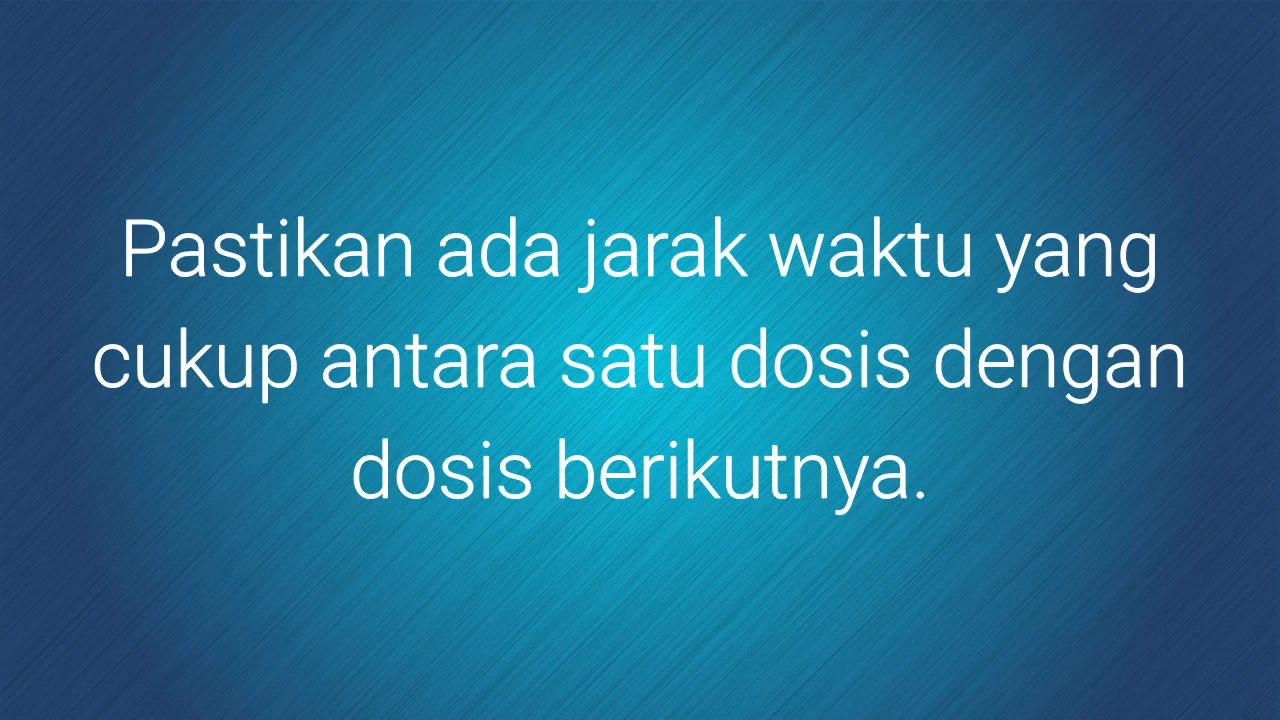 Pastikan ada jarak waktu yang
cukup antara satu dosis dengan
dosis berikutnya.